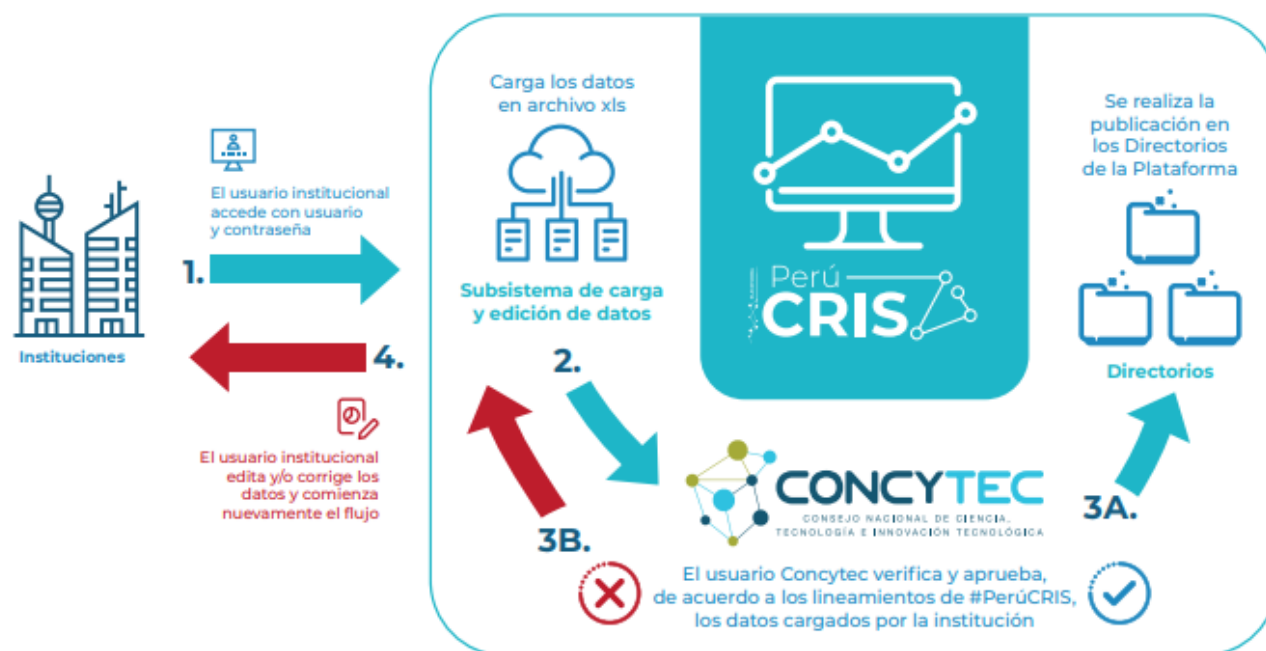 El usuario institucional
accede con usuario
y contraseña
1.
Instituciones
4.
El usuario institucional
edita y/o corrige los
datos y comienza
nuevamente el flujo
Carga los datos
en archivo xls
Subsistema de carga
y edición de datos
2.
3B.
Perú
CRIS
CONCYTEC
CONSEJO NACIONAL DE CIENCIA,
TECNOLOGÍA E INNOVACIÓN TECNOLÓGICA
El usuario Concytec verifica y aprueba,
de acuerdo a los lineamientos de #PerúCRIS,
los datos cargados por la institución
3A.
Se realiza la
publicación en
los Directorios
de la Plataforma
Directorios